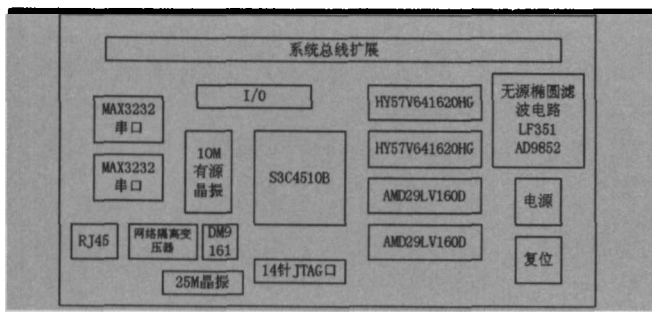 系统总线扩展
I/O
MAX3232
串口
MAX3232
串口
10M
有源
晶振
S3C4510B
HY57V641620HG
HY57V641620HG
AMD29LV160D
AMD29LV160D
无源椭圆滤
波电路
LF351
AD9852
电源
复位
RJ45
网络隔离变
压器
DM9
161
25M晶振
14针JTAG口